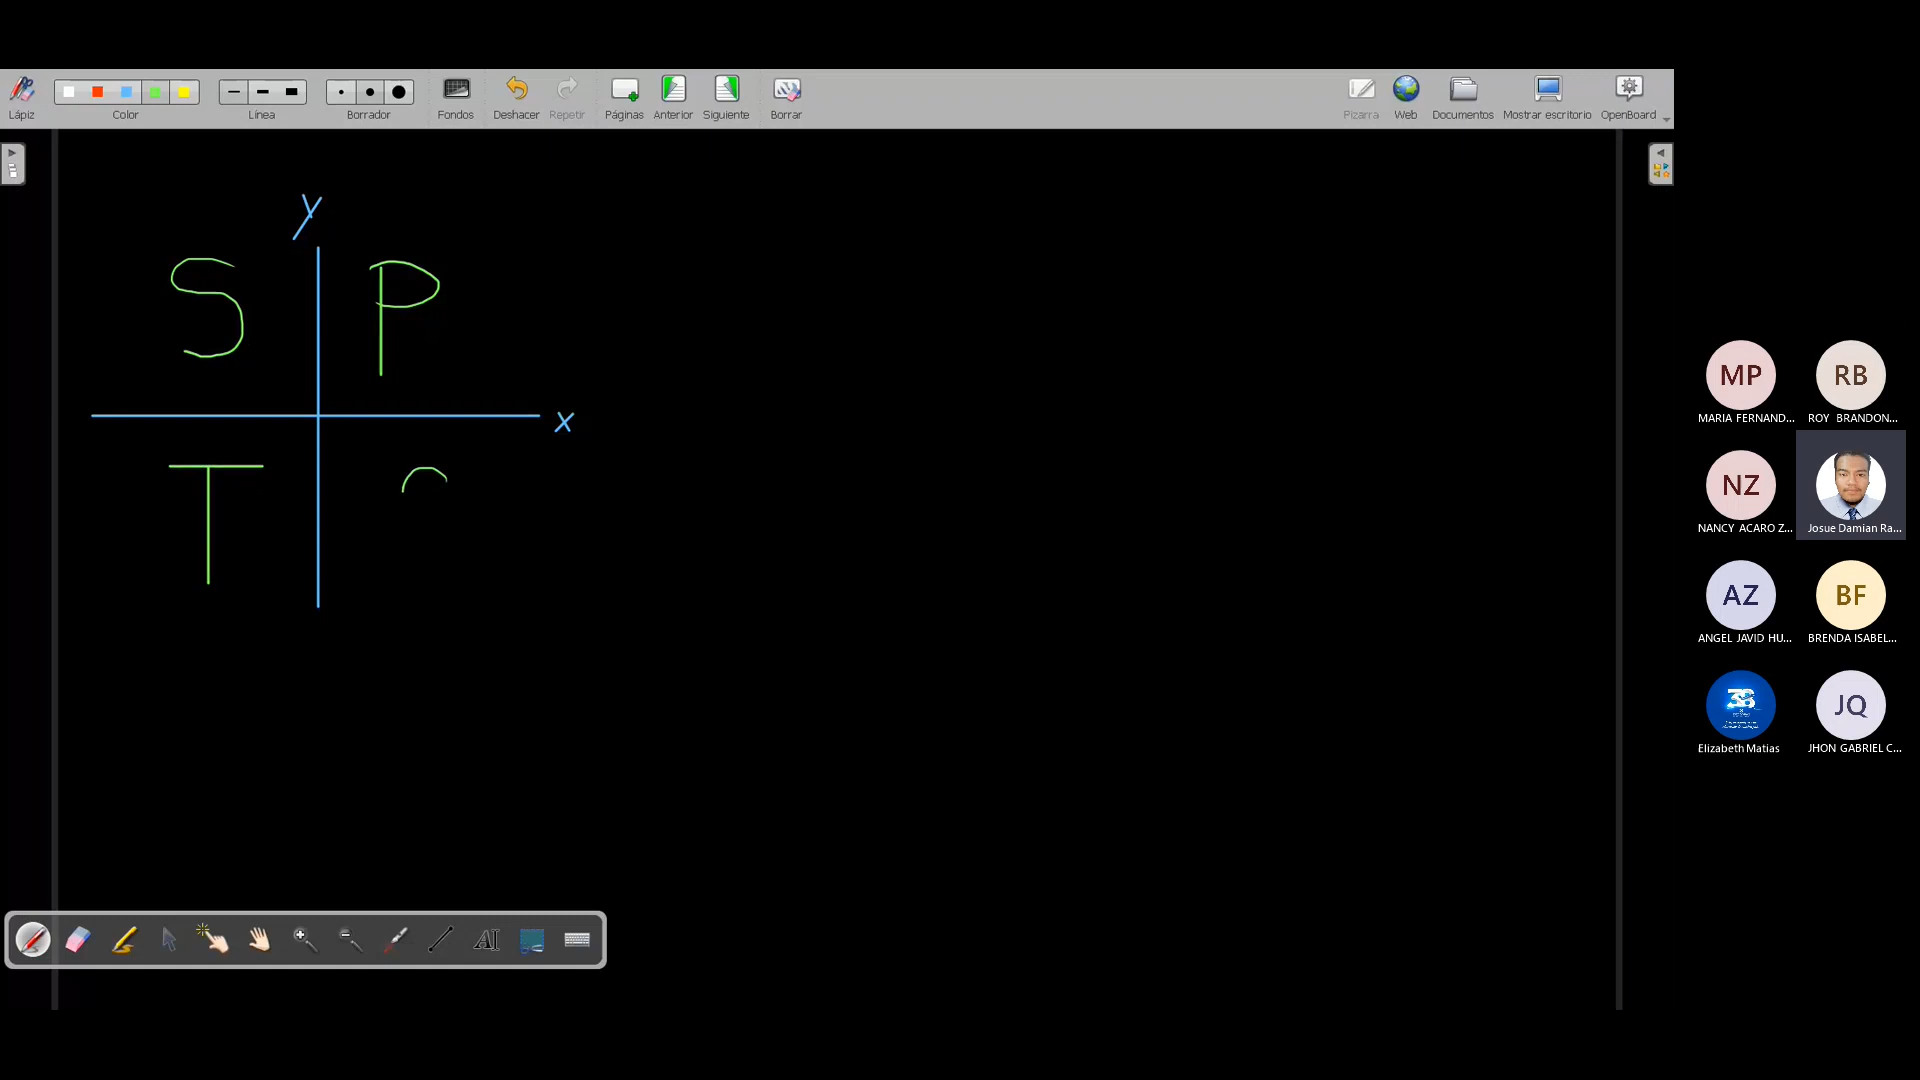 Lápiz Color Línea Borrador Fondos Deshacer Repetir Páginas Anterior Siguiente Borrar Pizarra Web Documentos Mostrar escritorio OpenBoard
y
S P
x
T
MP RB
MARIA FERNAND... ROY BRANDON...
NZ
NANCY ACARO Z... Josue Damian Ra...
AZ BF
ANGEL JAVID HU... BRENDA ISABEL...
38 JQ
Elizabeth Matias JHON GABRIEL C...
AI